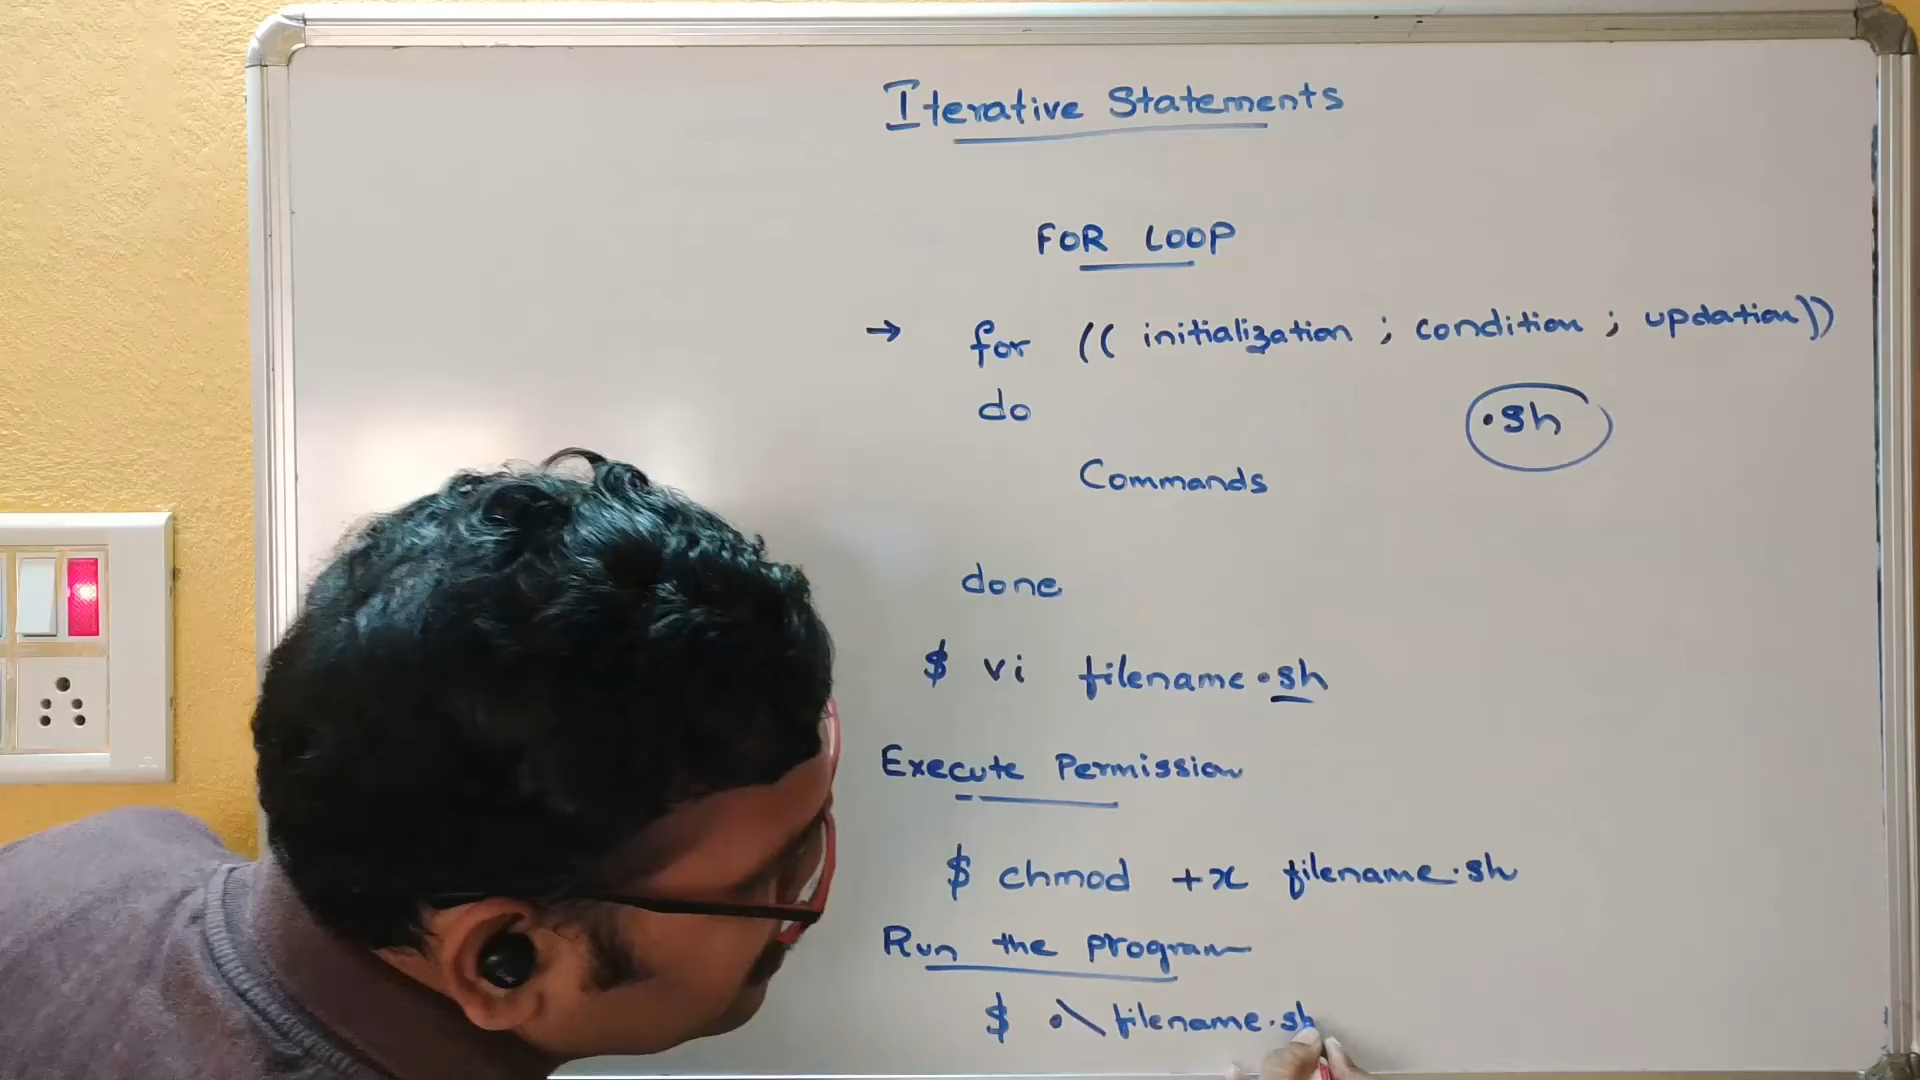 Iterative Statements
FOR LOOP
→ for (( initialization ; condition ; updation))
do
.sh
Commands
done
$ vi filename.sh
Execute Permission
$ chmod +x filename.sh
Run the program
$ .\filename.sh